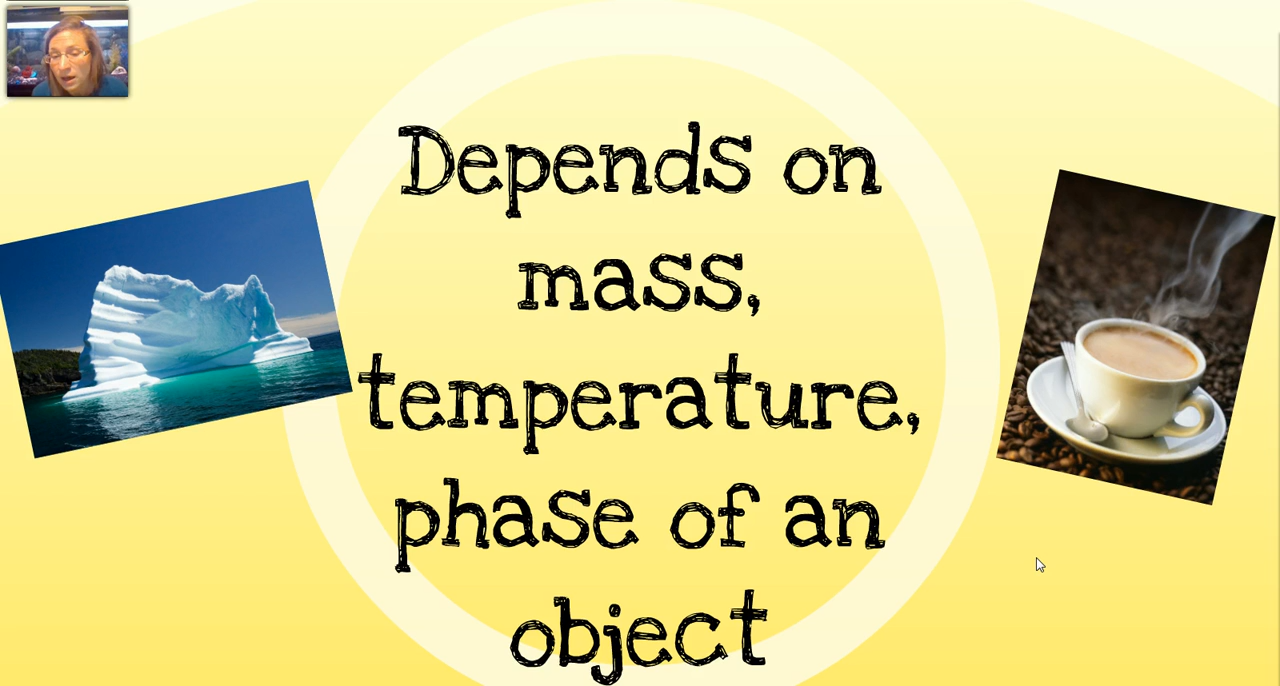 Depends on
mass,
temperature,
phase of an
object